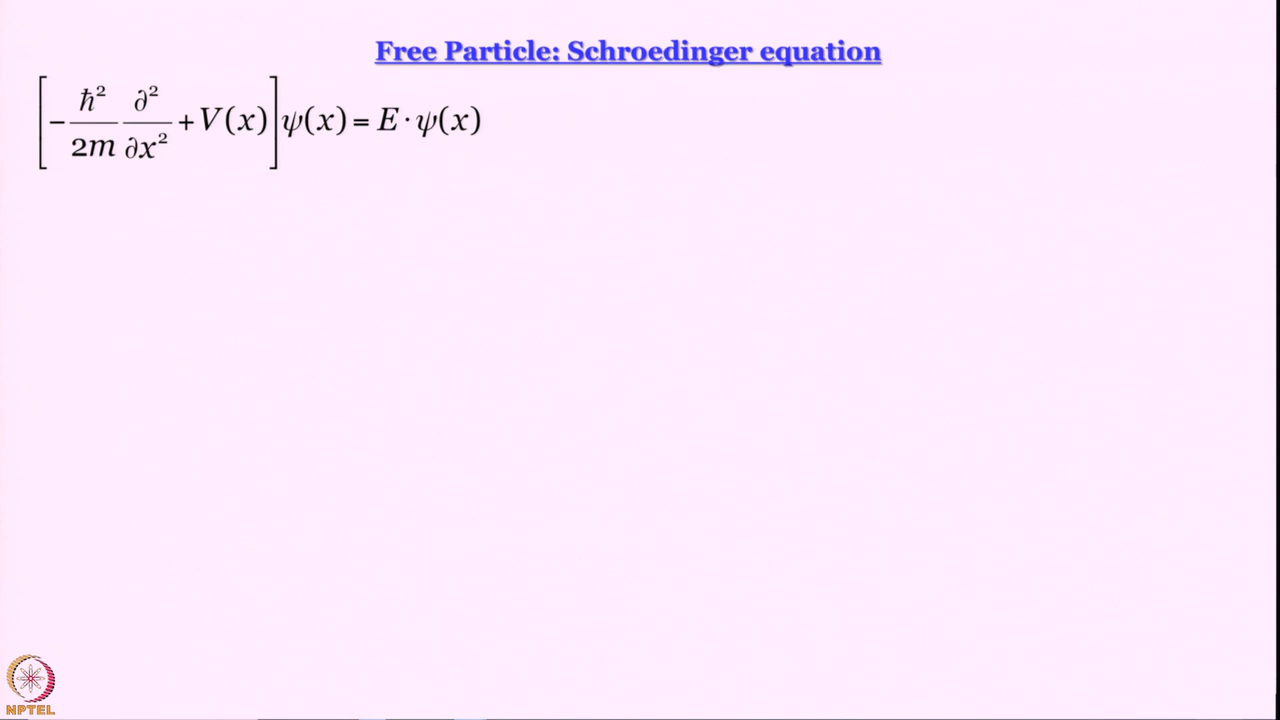 Free Particle: Schroedinger equation
[-ħ²/2m ∂²/∂x² + V(x)]ψ(x) = E·ψ(x)
NPTEL